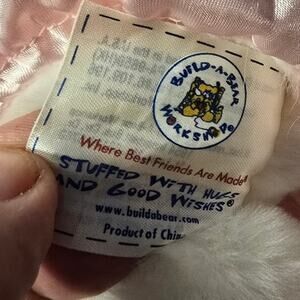 BUILD-A-BEAR
WORKSHOP®
Where Best Friends Are Made®
STUFFED WITH HUGS
AND GOOD WISHES®
www.buildabear.com
Product of China